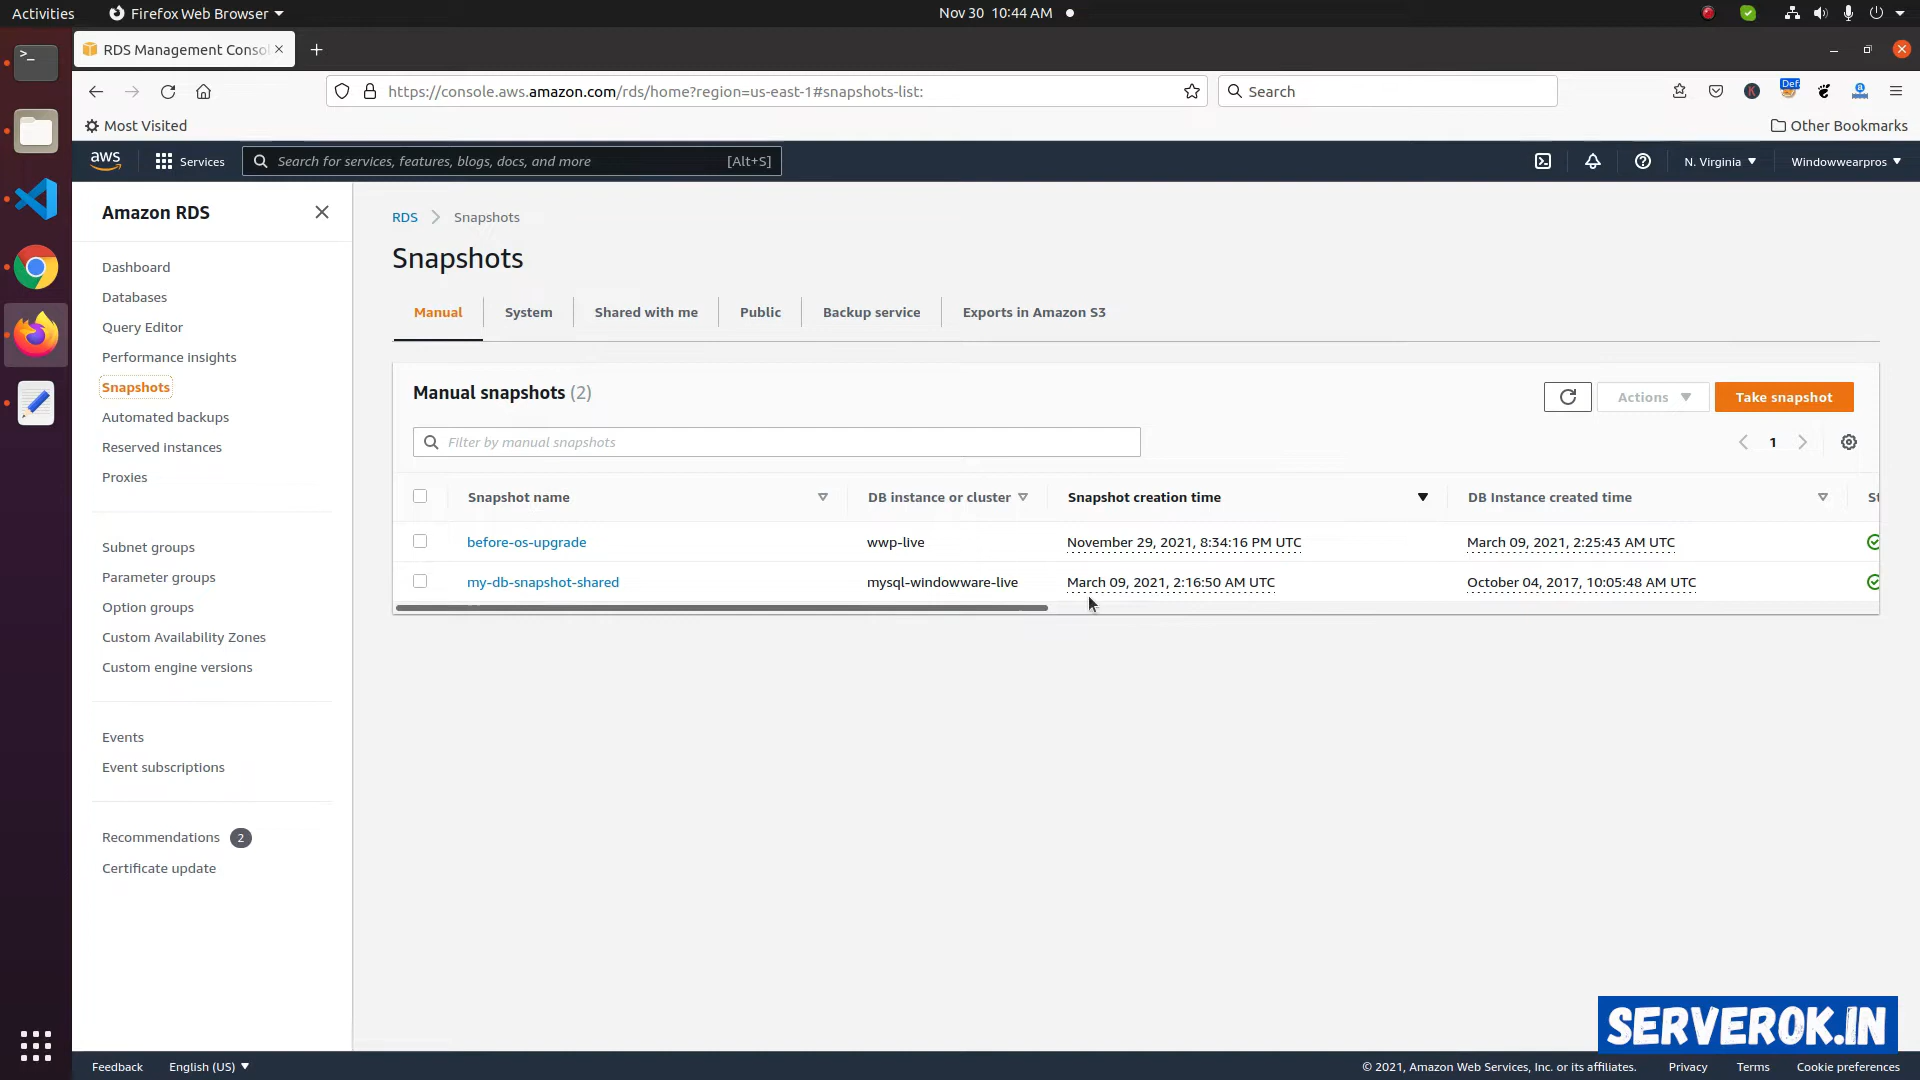 Activities
Firefox Web Browser
Nov 30 10:44 AM
RDS Management Conso
https://console.aws.amazon.com/rds/home?region=us-east-1#snapshots-list:
Search
Def
Most Visited
Other Bookmarks
aws
Services
Search for services, features, blogs, docs, and more
[Alt+S]
N. Virginia
Windowwearpros
Amazon RDS
Dashboard
Databases
Query Editor
Performance insights
Snapshots
Automated backups
Reserved instances
Proxies
Subnet groups
Parameter groups
Option groups
Custom Availability Zones
Custom engine versions
Events
Event subscriptions
Recommendations 2
Certificate update
RDS > Snapshots
Snapshots
Manual System Shared with me Public Backup service Exports in Amazon S3
Manual snapshots (2)
Actions
Take snapshot
Filter by manual snapshots
1
Snapshot name DB instance or cluster Snapshot creation time DB Instance created time St
before-os-upgrade wwp-live November 29, 2021, 8:34:16 PM UTC March 09, 2021, 2:25:43 AM UTC
my-db-snapshot-shared mysql-windowware-live March 09, 2021, 2:16:50 AM UTC October 04, 2017, 10:05:48 AM UTC
SERVEROK.IN
Feedback English (US)
© 2021, Amazon Web Services, Inc. or its affiliates. Privacy Terms Cookie preferences